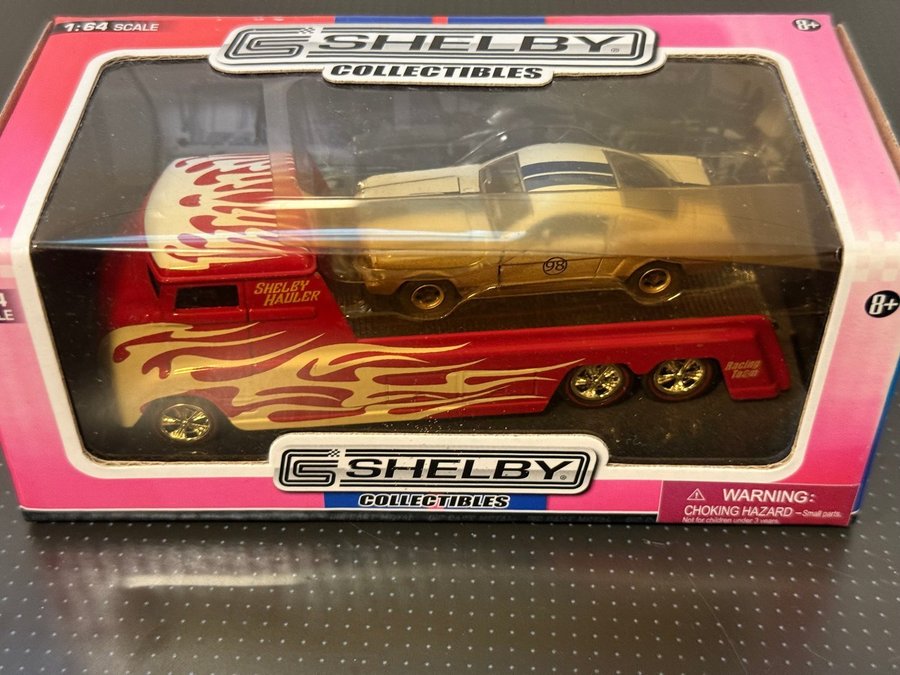 1:64 SCALE
8+
SHELBY®
COLLECTIBLES
SHELBY
HAULER
98
8+
Racing
Team
SHELBY®
COLLECTIBLES
⚠ WARNING:
CHOKING HAZARD – Small parts.
Not for children under 3 years.